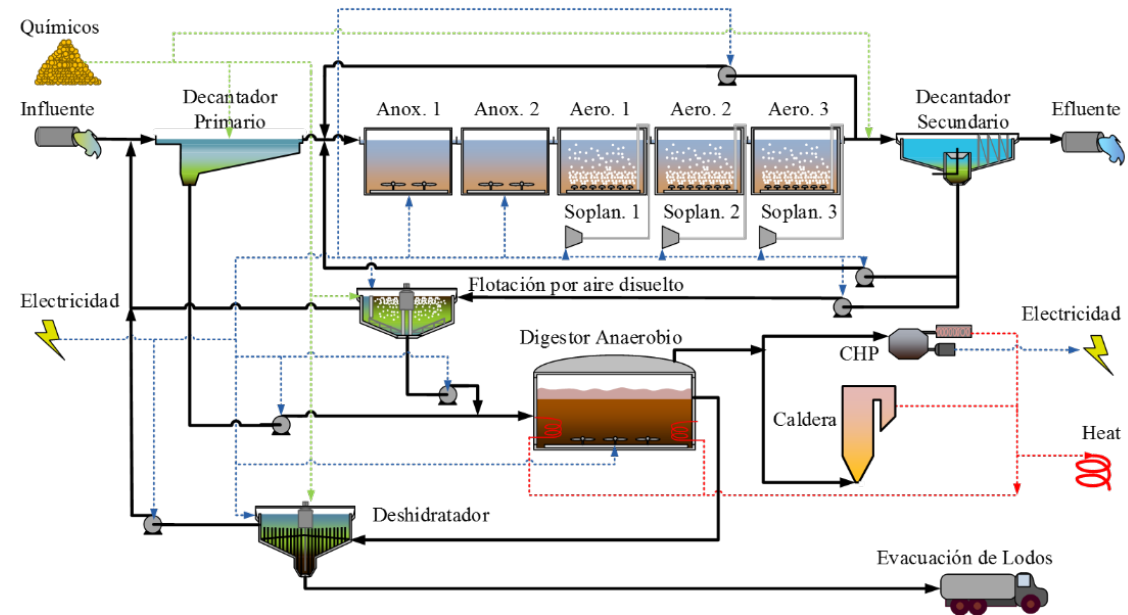 Químicos
Influente
Decantador
Primario
Anox. 1
Anox. 2
Aero. 1
Aero. 2
Aero. 3
Decantador
Secundario
Efluente
Soplan. 1
Soplan. 2
Soplan. 3
Flotación por aire disuelto
Electricidad
Digestor Anaerobio
CHP
Electricidad
Caldera
Heat
Deshidratador
Evacuación de Lodos